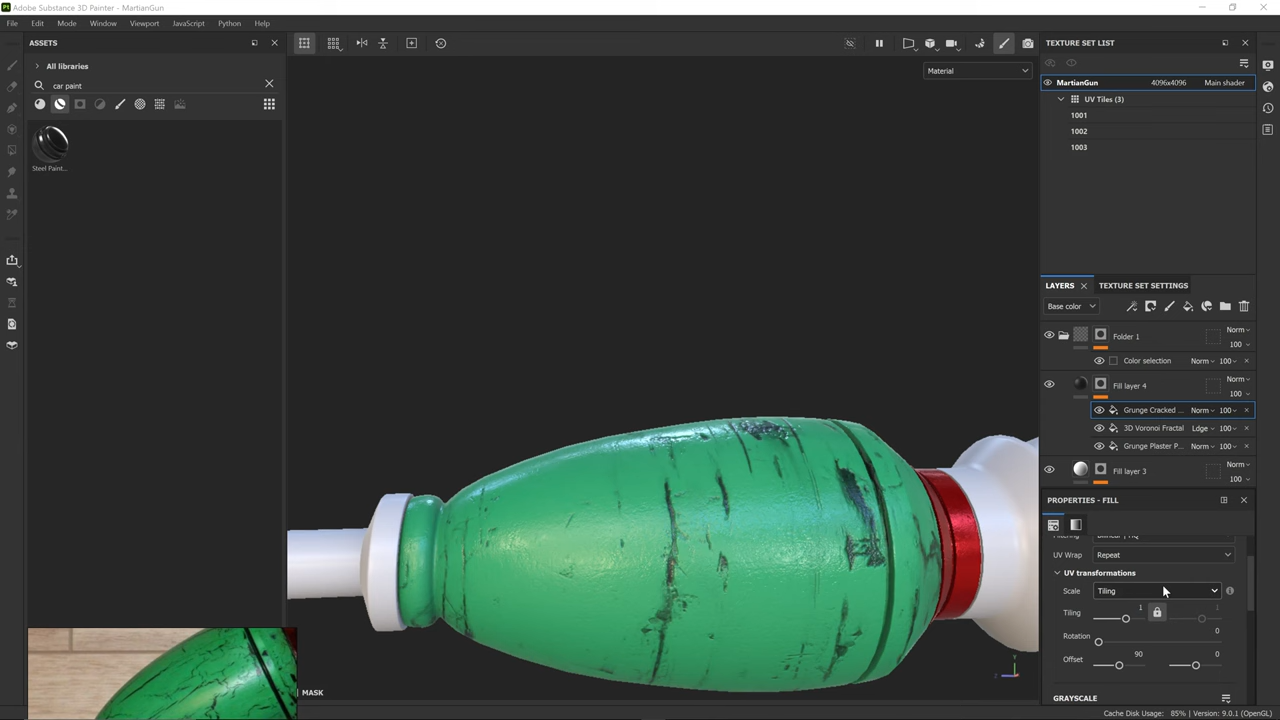 Adobe Substance 3D Painter - MartianGun
File Edit Mode Window Viewport JavaScript Python Help
ASSETS
All libraries
car paint
Steel Paint...
Material
TEXTURE SET LIST
MartianGun 4096x4096 Main shader
UV Tiles (3)
1001
1002
1003
LAYERS TEXTURE SET SETTINGS
Base color
Folder 1 Norm 100
Color selection Norm 100
Fill layer 4 Norm 100
Grunge Cracked ... Norm 100
3D Voronoi Fractal Ldge 100
Grunge Plaster P... Norm 100
Fill layer 3 Norm 100
PROPERTIES - FILL
UV Wrap Repeat
UV transformations
Scale Tiling
Tiling 1 1
Rotation 0
Offset 90 0
GRAYSCALE
MASK
Cache Disk Usage: 85% | Version: 9.0.1 (OpenGL)